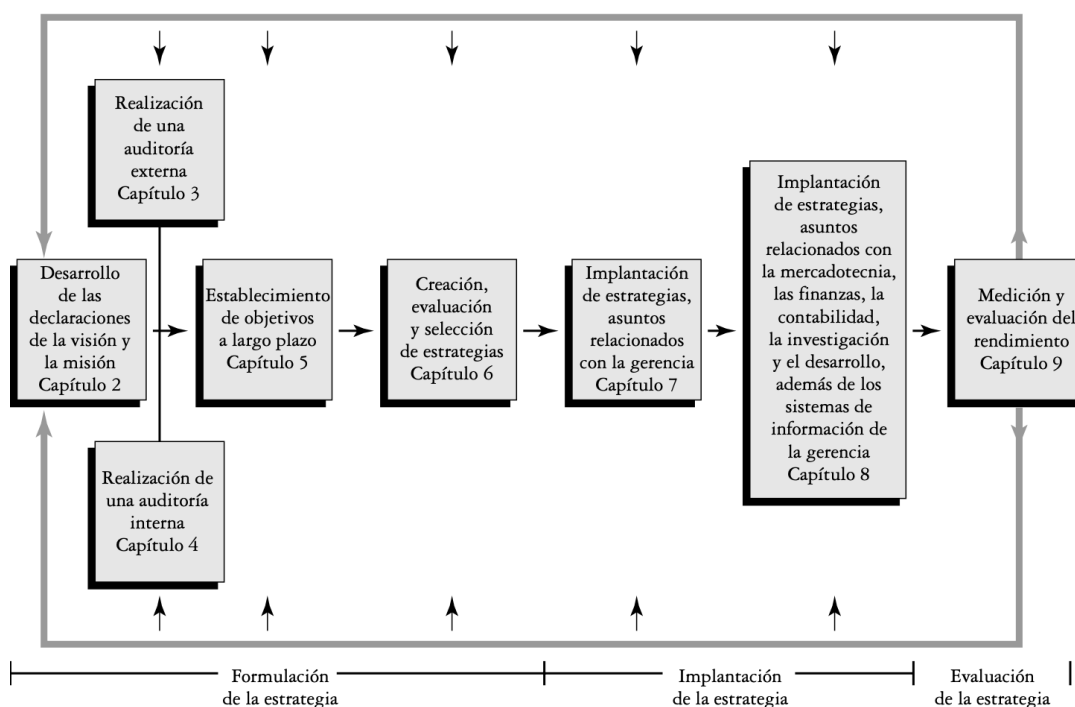 Realización
de una
auditoría
externa
Capítulo 3
Desarrollo
de las
declaraciones
de la visión y
la misión
Capítulo 2
Realización de
una auditoría
interna
Capítulo 4
Establecimiento
de objetivos
a largo plazo
Capítulo 5
Creación,
evaluación
y selección
de estrategias
Capítulo 6
Implantación
de estrategias,
asuntos
relacionados
con la gerencia
Capítulo 7
Implantación
de estrategias,
asuntos
relacionados con
la mercadotecnia,
las finanzas, la
contabilidad,
la investigación
y el desarrollo,
además de los
sistemas de
información de
la gerencia
Capítulo 8
Medición y
evaluación del
rendimiento
Capítulo 9
Formulación
de la estrategia
Implantación
de la estrategia
Evaluación
de la estrategia